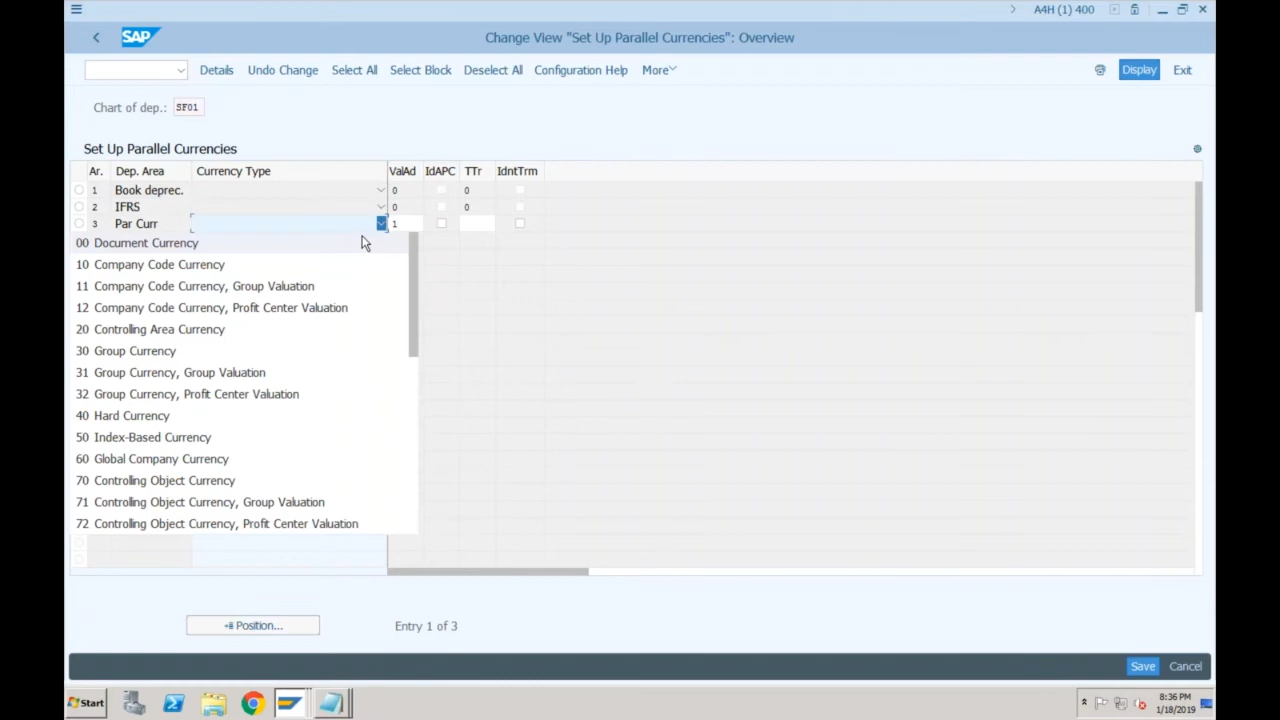 A4H (1) 400
SAP
Change View "Set Up Parallel Currencies": Overview
Details Undo Change Select All Select Block Deselect All Configuration Help More Display Exit
Chart of dep.: SF01
Set Up Parallel Currencies
Ar. Dep. Area Currency Type ValAd IdAPC TTr IdntTrm
1 Book deprec. 0 0
2 IFRS 0 0
3 Par Curr 1
00 Document Currency
10 Company Code Currency
11 Company Code Currency, Group Valuation
12 Company Code Currency, Profit Center Valuation
20 Controlling Area Currency
30 Group Currency
31 Group Currency, Group Valuation
32 Group Currency, Profit Center Valuation
40 Hard Currency
50 Index-Based Currency
60 Global Company Currency
70 Controlling Object Currency
71 Controlling Object Currency, Group Valuation
72 Controlling Object Currency, Profit Center Valuation
Position... Entry 1 of 3
Save Cancel
Start
8:36 PM
1/18/2019